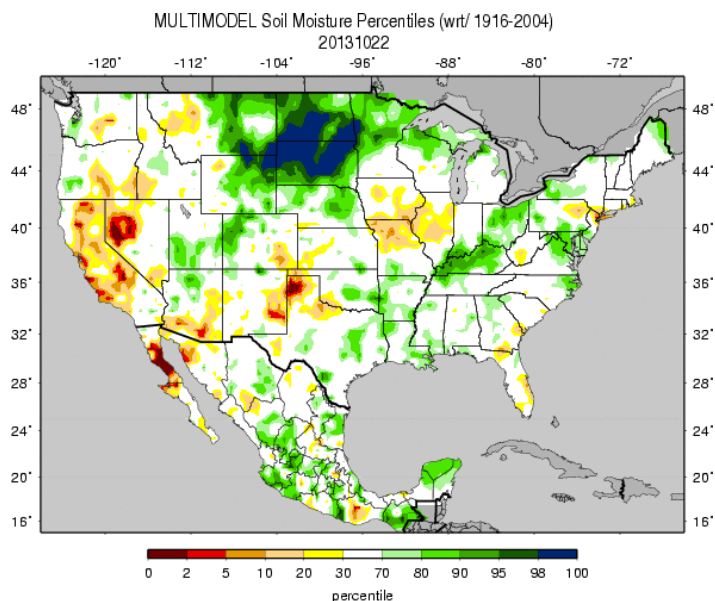 MULTIMODEL Soil Moisture Percentiles (wrt/ 1916-2004)
20131022
-120° -112° -104° -96° -88° -80° -72°
48° 48°
44° 44°
40° 40°
36° 36°
32° 32°
28° 28°
24° 24°
20° 20°
16° 16°
0 2 5 10 20 30 70 80 90 95 98 100
percentile